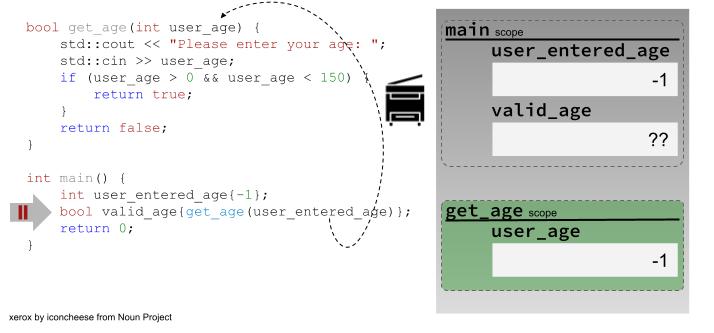 bool get_age(int user_age) {
    std::cout << "Please enter your age: ";
    std::cin >> user_age;
    if (user_age > 0 && user_age < 150) {
        return true;
    }
    return false;
}
int main() {
    int user_entered_age{-1};
    bool valid_age{get_age(user_entered_age)};
    return 0;
}
xerox by iconcheese from Noun Project
main scope
user_entered_age
-1
valid_age
??
get_age scope
user_age
-1